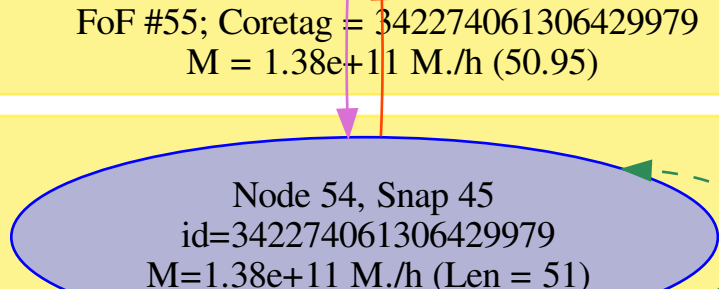 FoF #55; Coretag = 342274061306429979
M = 1.38e+11 M./h (50.95)
Node 54, Snap 45
id=342274061306429979
M=1.38e+11 M./h (Len = 51)